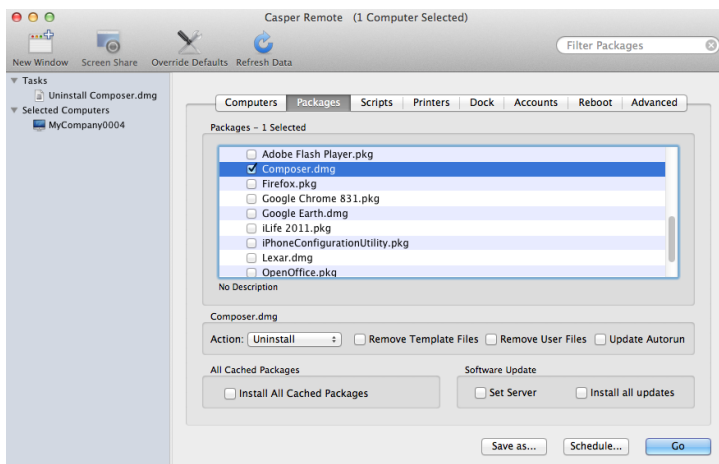 Casper Remote (1 Computer Selected)
New Window Screen Share Override Defaults Refresh Data
Filter Packages
Tasks
Uninstall Composer.dmg
Selected Computers
MyCompany0004
Computers Packages Scripts Printers Dock Accounts Reboot Advanced
Packages – 1 Selected
Adobe Flash Player.pkg
Composer.dmg
Firefox.pkg
Google Chrome 831.pkg
Google Earth.dmg
iLife 2011.pkg
iPhoneConfigurationUtility.pkg
Lexar.dmg
OpenOffice.pkg
No Description
Composer.dmg
Action: Uninstall Remove Template Files Remove User Files Update Autorun
All Cached Packages
Install All Cached Packages
Software Update
Set Server Install all updates
Save as... Schedule... Go